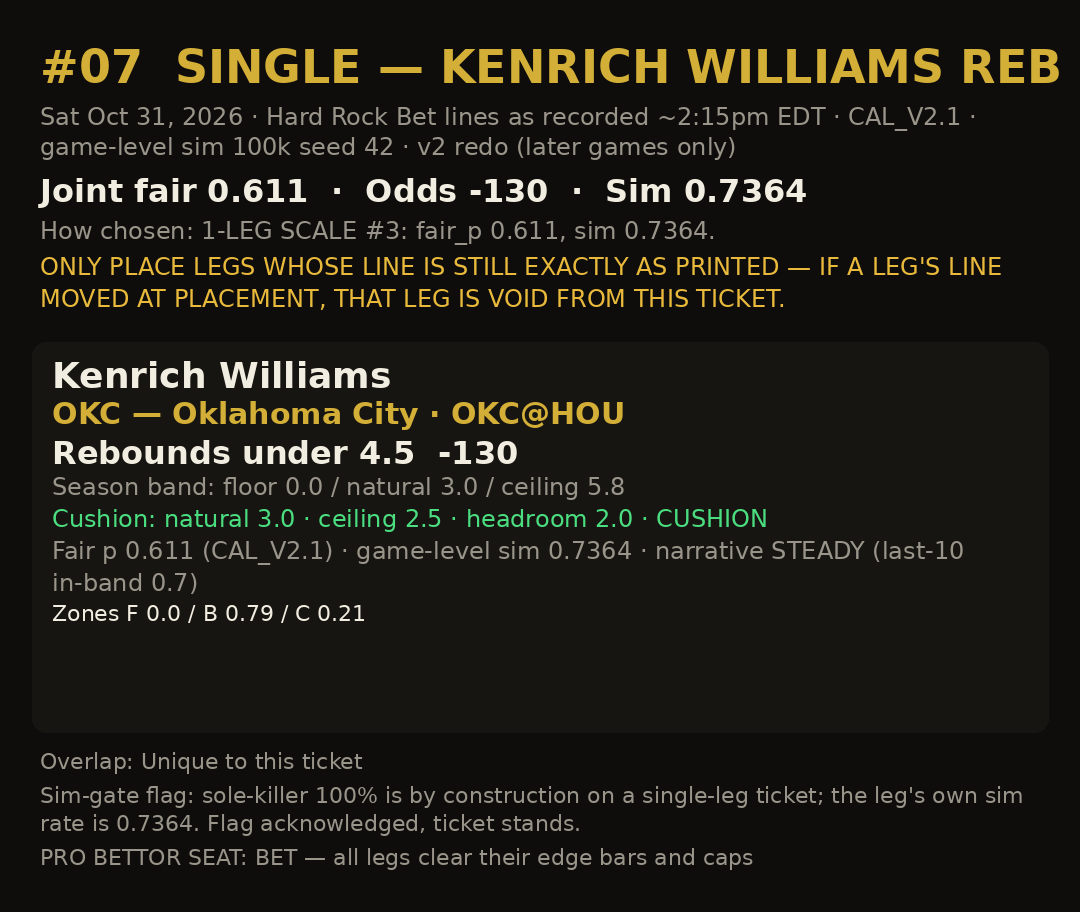 #07  SINGLE — KENRICH WILLIAMS REB
Sat Oct 31, 2026 · Hard Rock Bet lines as recorded ~2:15pm EDT · CAL_V2.1 ·
game-level sim 100k seed 42 · v2 redo (later games only)
Joint fair 0.611  ·  Odds -130  ·  Sim 0.7364
How chosen: 1-LEG SCALE #3: fair_p 0.611, sim 0.7364.
ONLY PLACE LEGS WHOSE LINE IS STILL EXACTLY AS PRINTED — IF A LEG'S LINE
MOVED AT PLACEMENT, THAT LEG IS VOID FROM THIS TICKET.
Kenrich Williams
OKC — Oklahoma City · OKC@HOU
Rebounds under 4.5  -130
Season band: floor 0.0 / natural 3.0 / ceiling 5.8
Cushion: natural 3.0 · ceiling 2.5 · headroom 2.0 · CUSHION
Fair p 0.611 (CAL_V2.1) · game-level sim 0.7364 · narrative STEADY (last-10
in-band 0.7)
Zones F 0.0 / B 0.79 / C 0.21
Overlap: Unique to this ticket
Sim-gate flag: sole-killer 100% is by construction on a single-leg ticket; the leg's own sim
rate is 0.7364. Flag acknowledged, ticket stands.
PRO BETTOR SEAT: BET — all legs clear their edge bars and caps